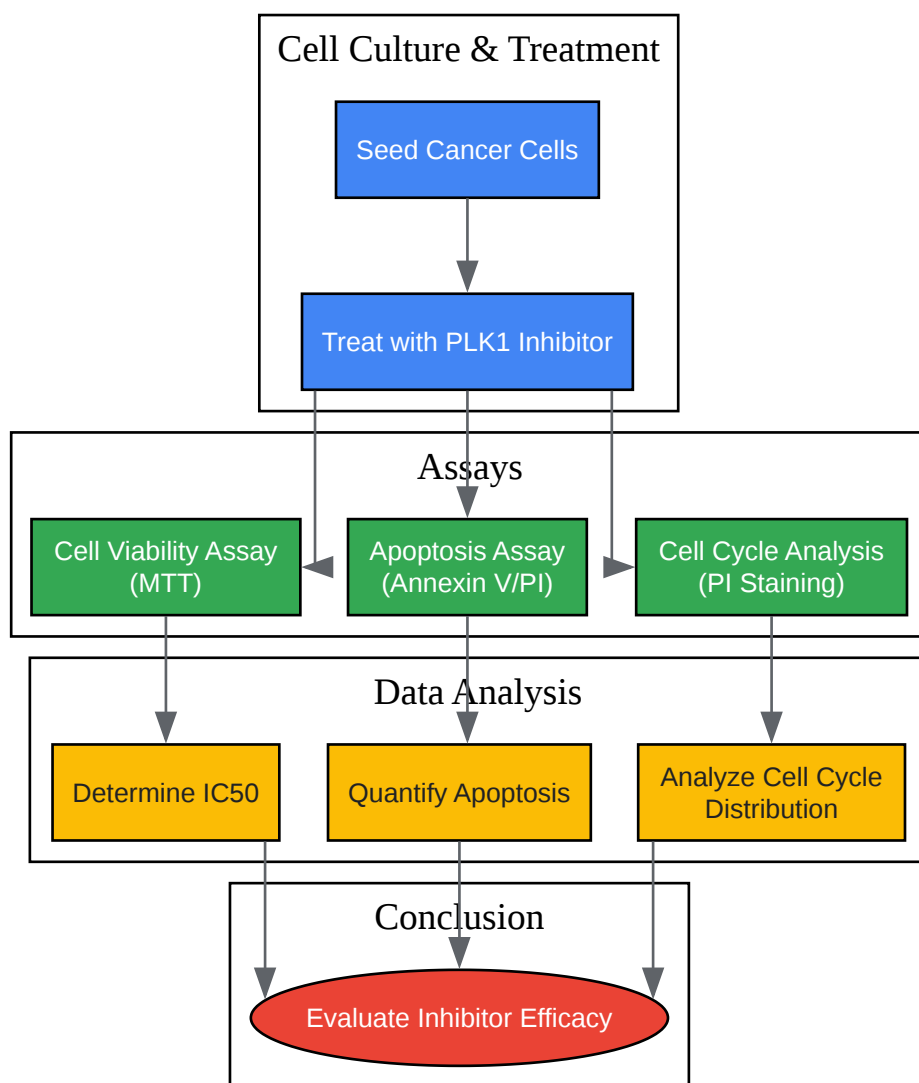 Cell Culture & Treatment
Seed Cancer Cells
Treat with PLK1 Inhibitor
Assays
Cell Viability Assay
(MTT)
Apoptosis Assay
(Annexin V/PI)
Cell Cycle Analysis
(PI Staining)
Data Analysis
Determine IC50
Quantify Apoptosis
Analyze Cell Cycle
Distribution
Conclusion
Evaluate Inhibitor Efficacy